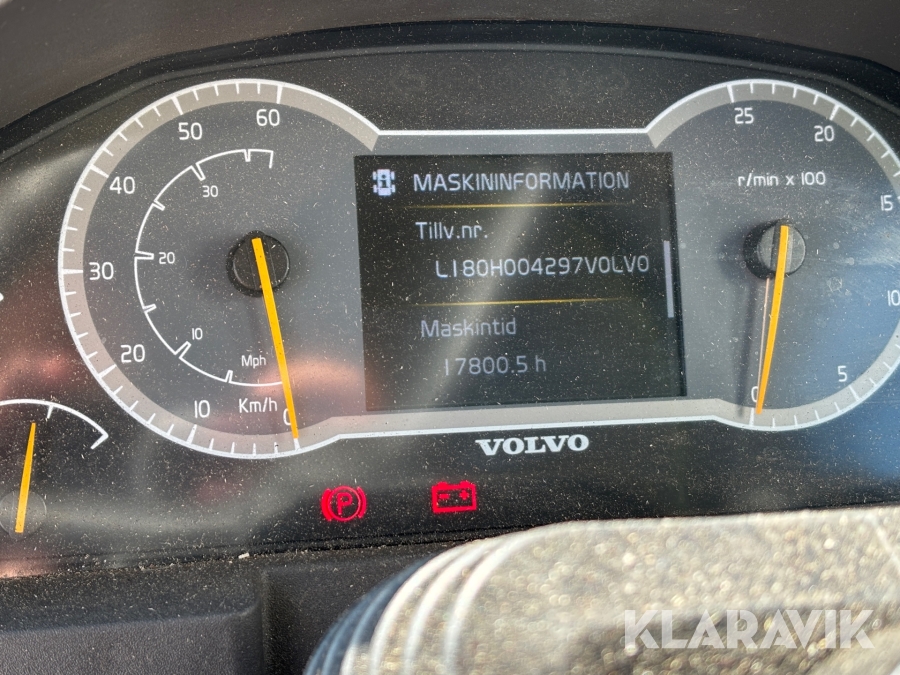 60
50
40
30
20
10
0
Km/h
30
20
10
Mph
MASKININFORMATION
Tillv.nr.
L180H004297VOLVO
Maskintid
17800.5 h
25
20
15
10
5
0
r/min x 100
VOLVO
P
KLARAVIK